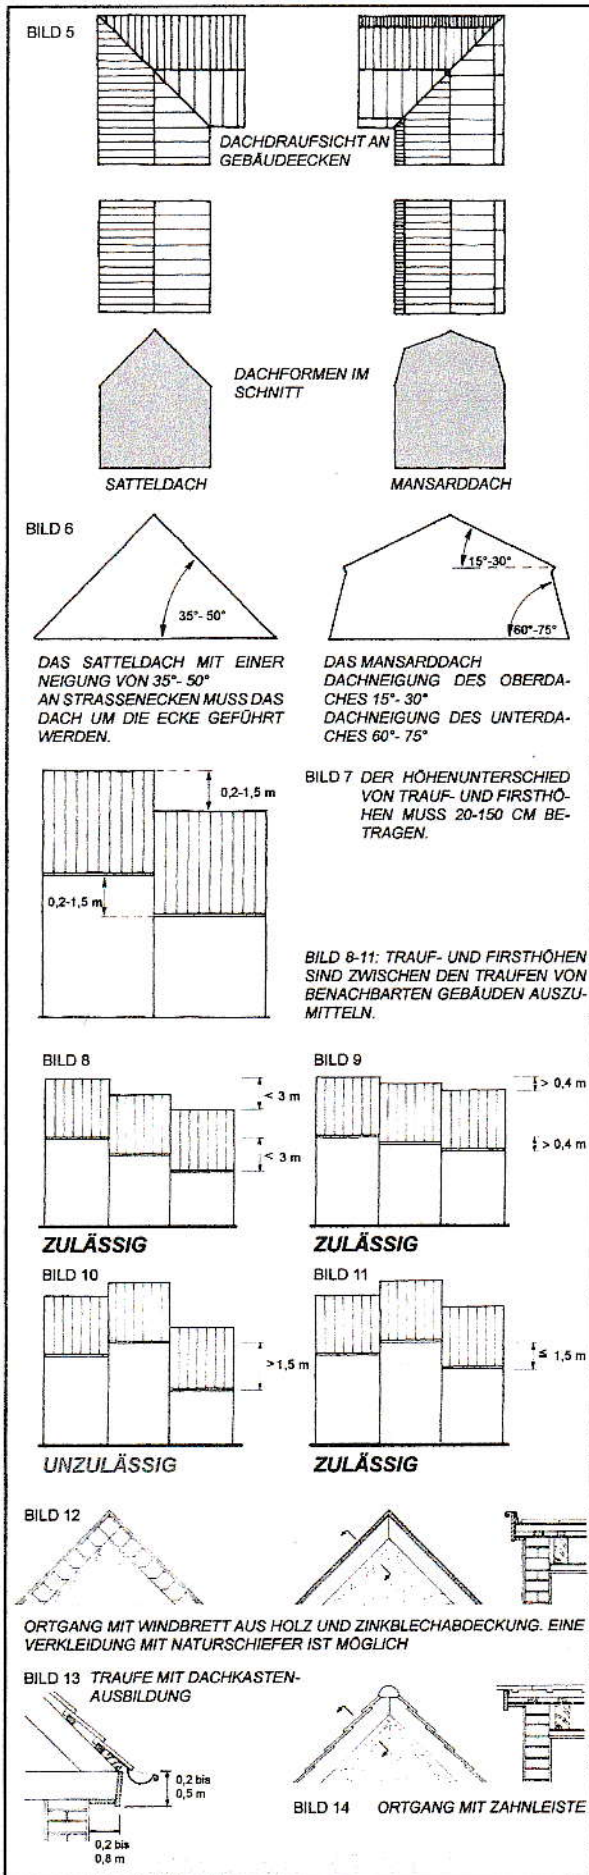 BILD 5
DACHDRAUFSICHT AN
GEBÄUDEECKEN
DACHFORMEN IM
SCHNITT
SATTELDACH
MANSARDDACH
BILD 6
35°- 50°
15°-30°
60°-75°
DAS SATTELDACH MIT EINER
NEIGUNG VON 35°- 50°
AN STRASSENECKEN MUSS DAS
DACH UM DIE ECKE GEFÜHRT
WERDEN.
DAS MANSARDDACH
DACHNEIGUNG DES OBERDA-
CHES 15°- 30°
DACHNEIGUNG DES UNTERDA-
CHES 60°- 75°
0,2-1,5 m
0,2-1,5 m
BILD 7 DER HÖHENUNTERSCHIED
VON TRAUF- UND FIRSTHÖ-
HEN MUSS 20-150 CM BE-
TRAGEN.
BILD 8-11: TRAUF- UND FIRSTHÖHEN
SIND ZWISCHEN DEN TRAUFEN VON
BENACHBARTEN GEBÄUDEN AUSZU-
MITTELN.
BILD 8
< 3 m
< 3 m
ZULÄSSIG
BILD 9
> 0,4 m
> 0,4 m
ZULÄSSIG
BILD 10
>1,5 m
UNZULÄSSIG
BILD 11
≤ 1,5 m
ZULÄSSIG
BILD 12
ORTGANG MIT WINDBRETT AUS HOLZ UND ZINKBLECHABDECKUNG. EINE
VERKLEIDUNG MIT NATURSCHIEFER IST MÖGLICH
BILD 13 TRAUFE MIT DACHKASTEN-
AUSBILDUNG
0,2 bis
0,5 m
0,2 bis
0,8 m
BILD 14 ORTGANG MIT ZAHNLEISTE